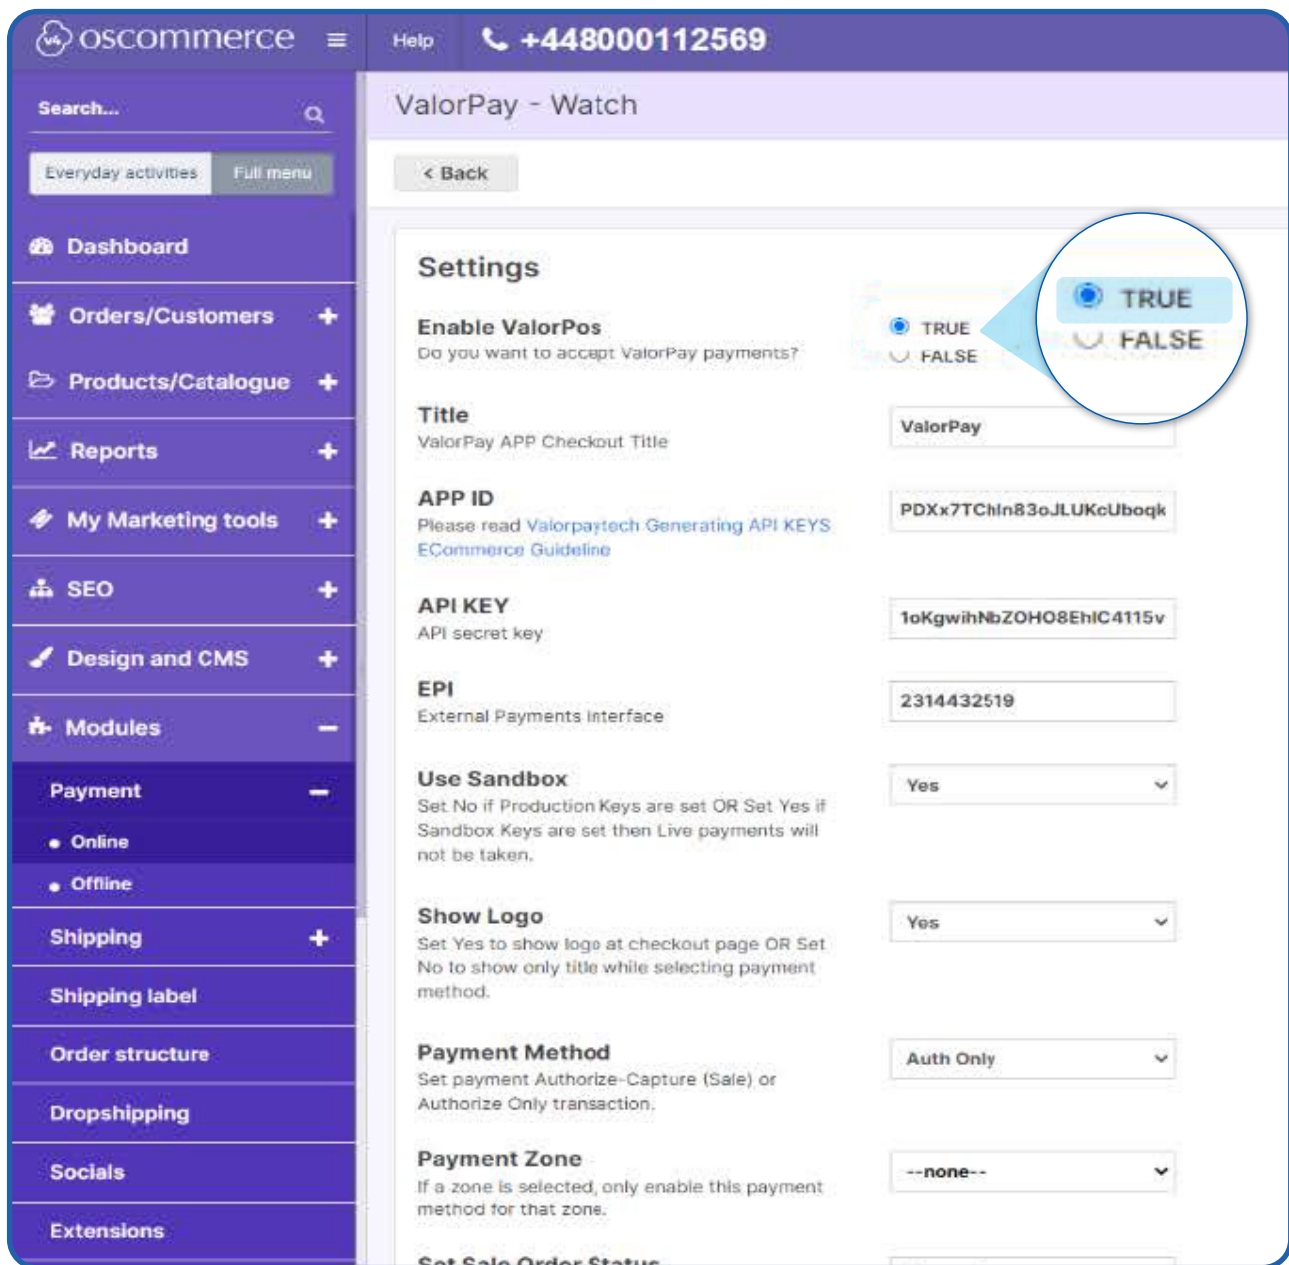 v4 oscommerce
Help
+448000112569
Search...
Everyday activities
Full menu
Dashboard
Orders/Customers
Products/Catalogue
Reports
My Marketing tools
SEO
Design and CMS
Modules
Payment
Online
Offline
Shipping
Shipping label
Order structure
Dropshipping
Socials
Extensions
ValorPay - Watch
< Back
Settings
Enable ValorPos
Do you want to accept ValorPay payments?
TRUE
FALSE
TRUE
FALSE
Title
ValorPay APP Checkout Title
ValorPay
APP ID
Please read Valorpaytech Generating API KEYS
ECommerce Guideline
API KEY
API secret key
EPI
External Payments Interface
2314432519
Use Sandbox
Set No if Production Keys are set OR Set Yes if
Sandbox Keys are set then Live payments will
not be taken.
Yes
Show Logo
Set Yes to show logo at checkout page OR Set
No to show only title while selecting payment
method.
Yes
Payment Method
Set payment Authorize-Capture (Sale) or
Authorize Only transaction.
Auth Only
Payment Zone
If a zone is selected, only enable this payment
method for that zone.
--none--
Set Sale Order Status